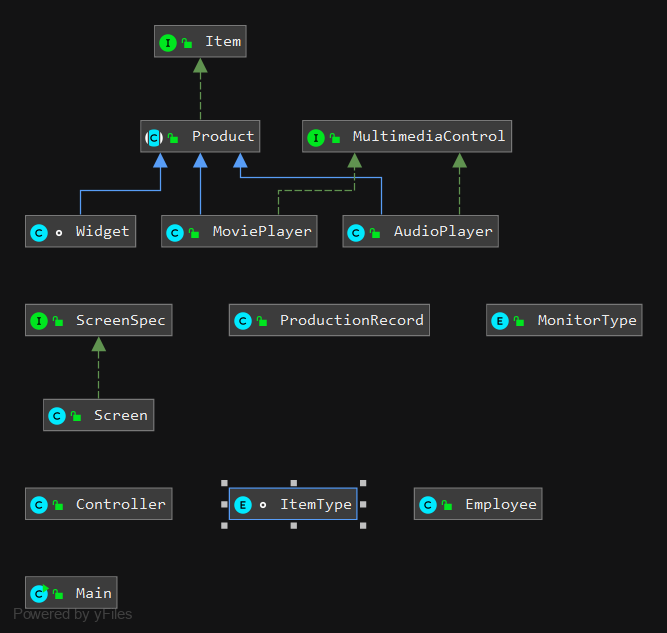 I Item
C Product
I MultimediaControl
C Widget
C MoviePlayer
C AudioPlayer
I ScreenSpec
C ProductionRecord
E MonitorType
C Screen
C Controller
E ItemType
C Employee
C Main
Powered by yFiles